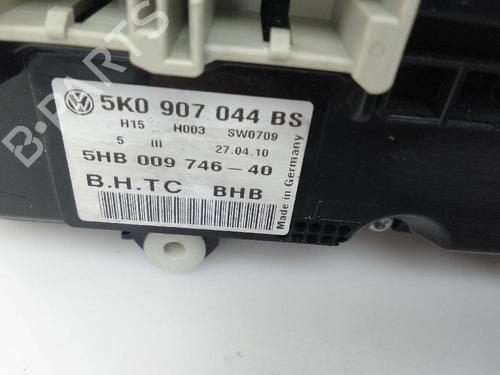 B-PARTS
5K0 907 044 BS
H15 H003 SW0709
5 III 27.04.10
5HB 009 746-40
B.H.TC BHB
Made in Germany